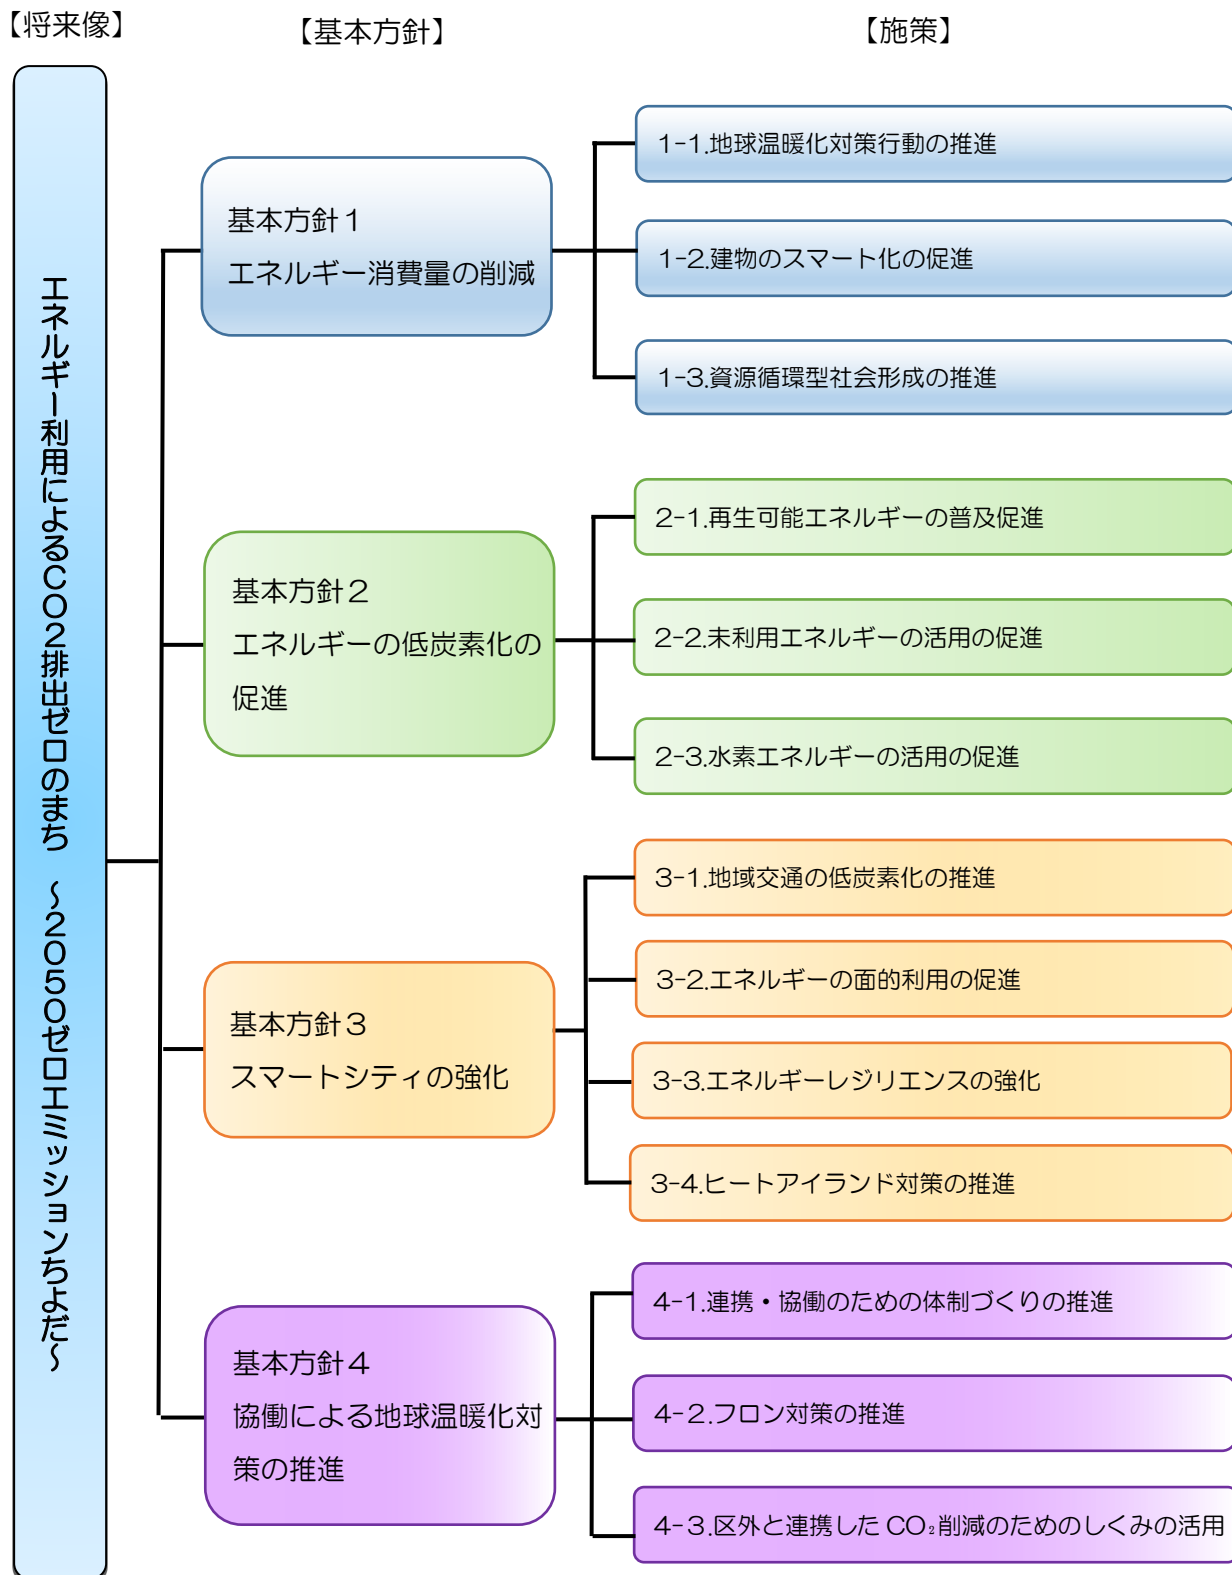 【将来像】
【基本方針】
【施策】
エネルギー利用によるCO2排出ゼロのまち ～2050ゼロエミッションちよだ～
基本方針1
エネルギー消費量の削減
1-1.地球温暖化対策行動の推進
1-2.建物のスマート化の促進
1-3.資源循環型社会形成の推進
基本方針2
エネルギーの低炭素化の
促進
2-1.再生可能エネルギーの普及促進
2-2.未利用エネルギーの活用の促進
2-3.水素エネルギーの活用の促進
基本方針3
スマートシティの強化
3-1.地域交通の低炭素化の推進
3-2.エネルギーの面的利用の促進
3-3.エネルギーレジリエンスの強化
3-4.ヒートアイランド対策の推進
基本方針4
協働による地球温暖化対
策の推進
4-1.連携・協働のための体制づくりの推進
4-2.フロン対策の推進
4-3.区外と連携した CO₂削減のためのしくみの活用